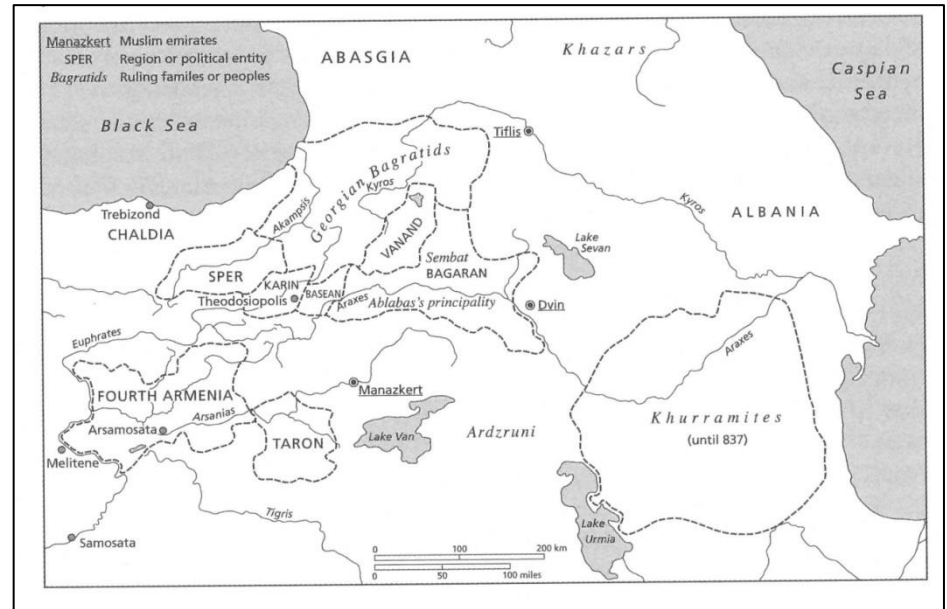 Manazkert Muslim emirates
SPER Region or political entity
Bagratids Ruling familes or peoples
ABASGIA
Khazars
Caspian
Sea
Black Sea
Tiflis
Georgian Bagratids
Kyros
Kyros
Trebizond
CHALDIA
Akampsis
VANAND
ALBANIA
Lake
Sevan
SPER
Sembat
BAGARAN
KARIN
BASEAN
Theodosiopolis
Araxes
Ablabas's principality
Dvin
Euphrates
Araxes
FOURTH ARMENIA
Manazkert
Arsanias
Arsamosata
Khurramites
(until 837)
TARON
Lake Van
Ardzruni
Melitene
Tigris
Lake
Urmia
Samosata
0 100 200 km
0 50 100 miles